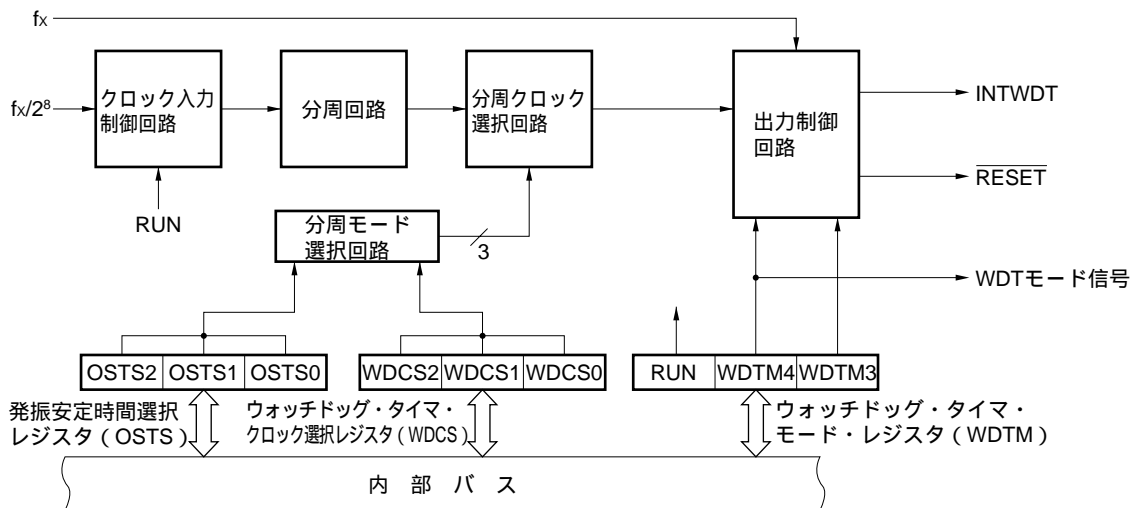 fX
fX/2⁸
クロック入力
制御回路
分周回路
分周クロック
選択回路
出力制御
回路
INTWDT
RESET
RUN
分周モード
選択回路
3
WDTモード信号
OSTS2 OSTS1 OSTS0
WDCS2 WDCS1 WDCS0
RUN WDTM4 WDTM3
発振安定時間選択
レジスタ(OSTS)
ウォッチドッグ・タイマ・
クロック選択レジスタ(WDCS)
ウォッチドッグ・タイマ・
モード・レジスタ(WDTM)
内部バス